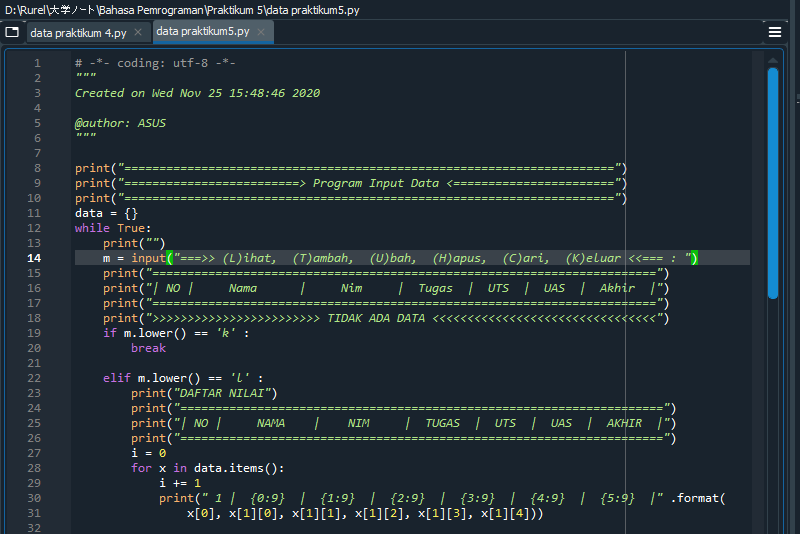 D:\Rurel\大学ノート\Bahasa Pemrograman\Praktikum 5\data praktikum5.py
data praktikum 4.py × data praktikum5.py ×
1 # -*- coding: utf-8 -*-
2 """
3 Created on Wed Nov 25 15:48:46 2020
4
5 @author: ASUS
6 """
7
8 print("======================================================================")
9 print("=========================> Program Input Data <=======================")
10 print("======================================================================")
11 data = {}
12 while True:
13     print("")
14     m = input("===>> (L)ihat,  (T)ambah,  (U)bah,  (H)apus,  (C)ari,  (K)eluar <<=== : ")
15     print("========================================================================")
16     print("| NO |     Nama      |     Nim     |  Tugas  |  UTS  |  UAS  |  Akhir  |")
17     print("========================================================================")
18     print(">>>>>>>>>>>>>>>>>>>>>>>> TIDAK ADA DATA <<<<<<<<<<<<<<<<<<<<<<<<<<<<<<<<")
19     if m.lower() == 'k' :
20         break
21
22     elif m.lower() == 'l' :
23         print("DAFTAR NILAI")
24         print("=====================================================================")
25         print("| NO |     NAMA    |    NIM     |  TUGAS  |  UTS  |  UAS  |  AKHIR  |")
26         print("=====================================================================")
27         i = 0
28         for x in data.items():
29             i += 1
30             print(" 1 |  {0:9}  |  {1:9}  |  {2:9}  |  {3:9}  |  {4:9}  |  {5:9}  |" .format(
31                 x[0], x[1][0], x[1][1], x[1][2], x[1][3], x[1][4]))
32